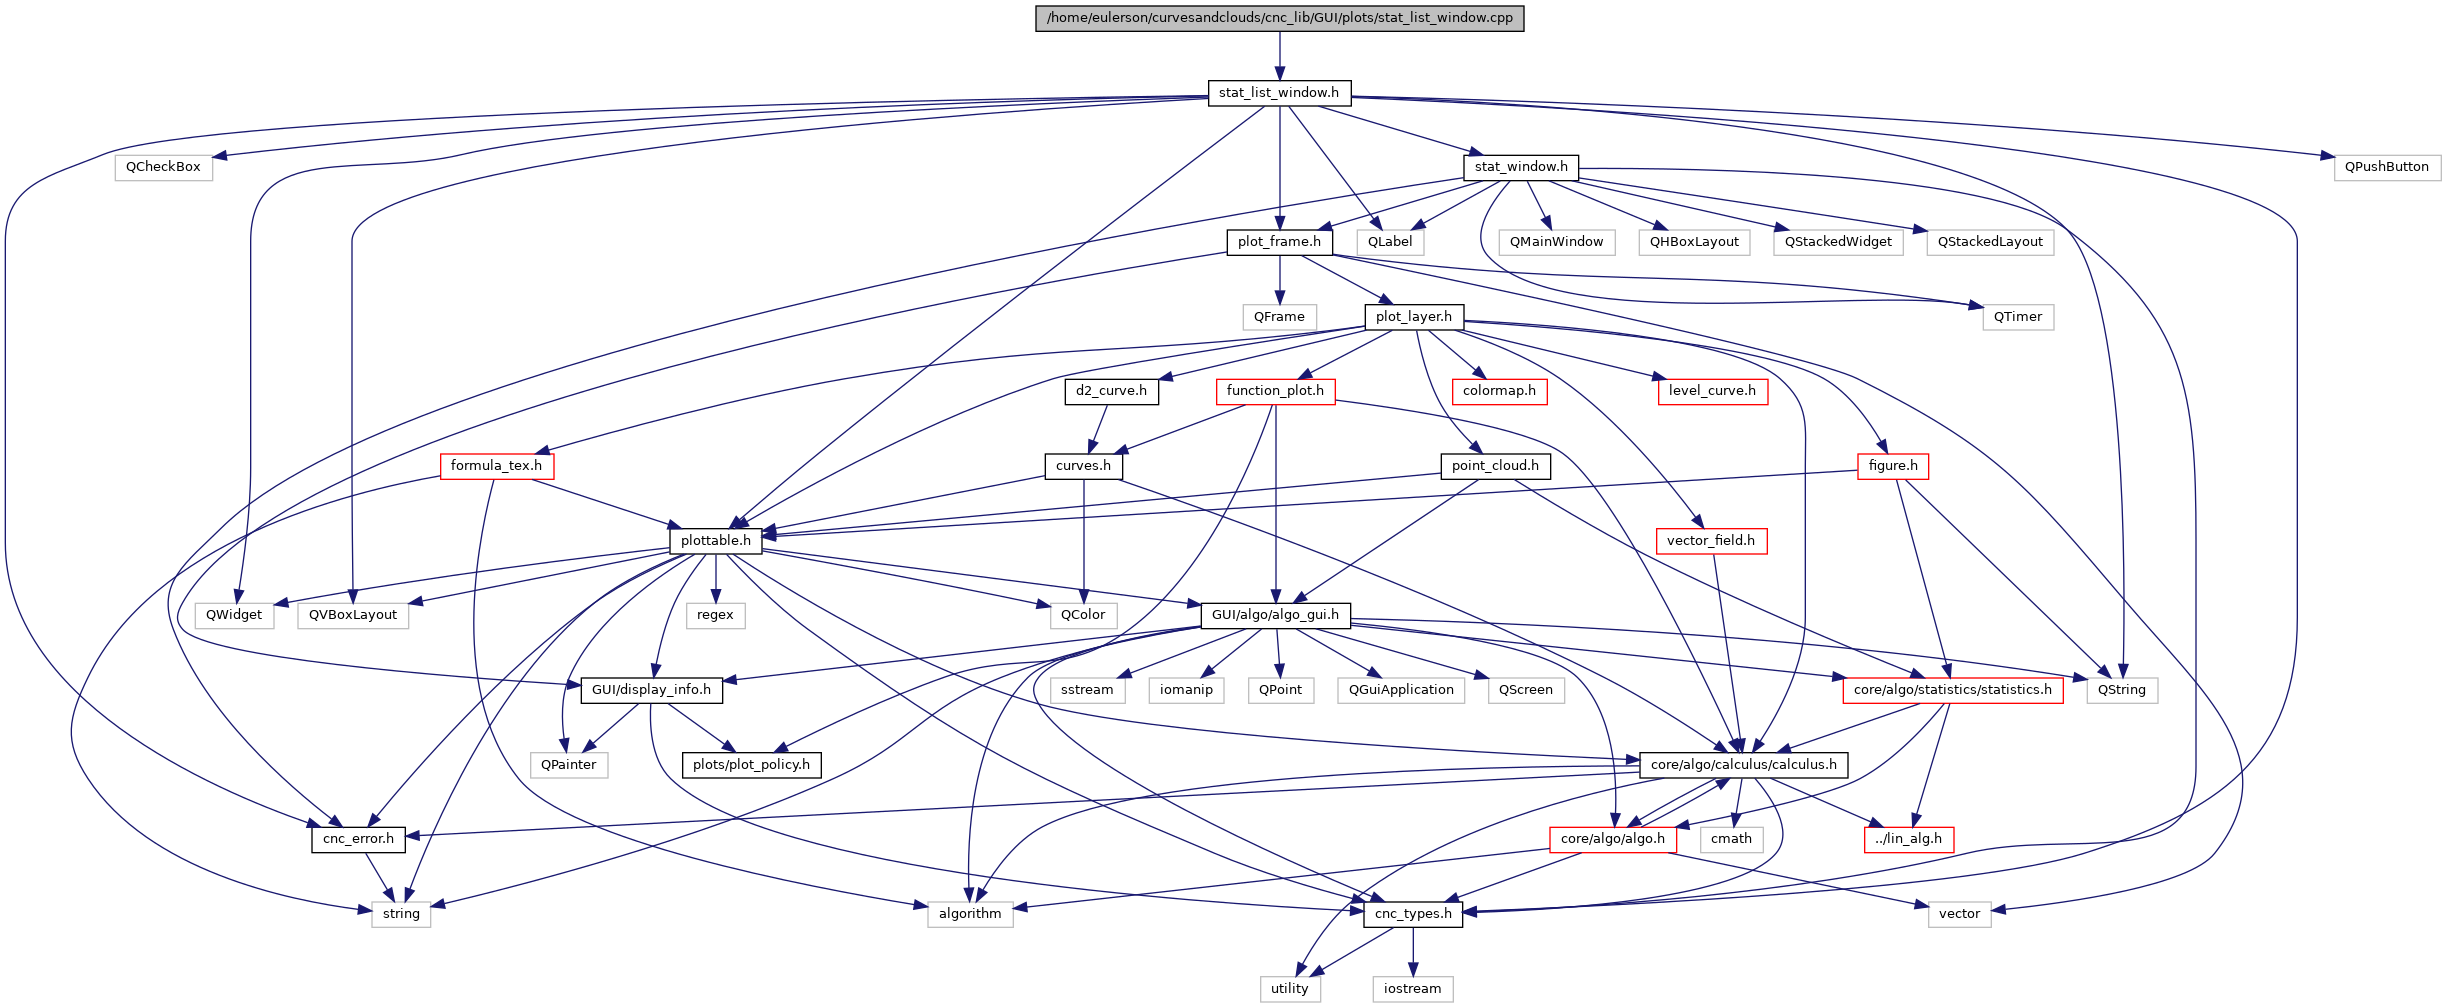 /home/eulerson/curvesandclouds/cnc_lib/GUI/plots/stat_list_window.cpp
stat_list_window.h
QCheckBox
stat_window.h
QPushButton
plot_frame.h
QLabel
QMainWindow
QHBoxLayout
QStackedWidget
QStackedLayout
QFrame
plot_layer.h
QTimer
d2_curve.h
function_plot.h
colormap.h
level_curve.h
formula_tex.h
curves.h
point_cloud.h
figure.h
plottable.h
vector_field.h
QWidget
QVBoxLayout
regex
QColor
GUI/algo/algo_gui.h
GUI/display_info.h
sstream
iomanip
QPoint
QGuiApplication
QScreen
core/algo/statistics/statistics.h
QString
QPainter
plots/plot_policy.h
core/algo/calculus/calculus.h
cnc_error.h
core/algo/algo.h
cmath
../lin_alg.h
string
algorithm
cnc_types.h
vector
utility
iostream